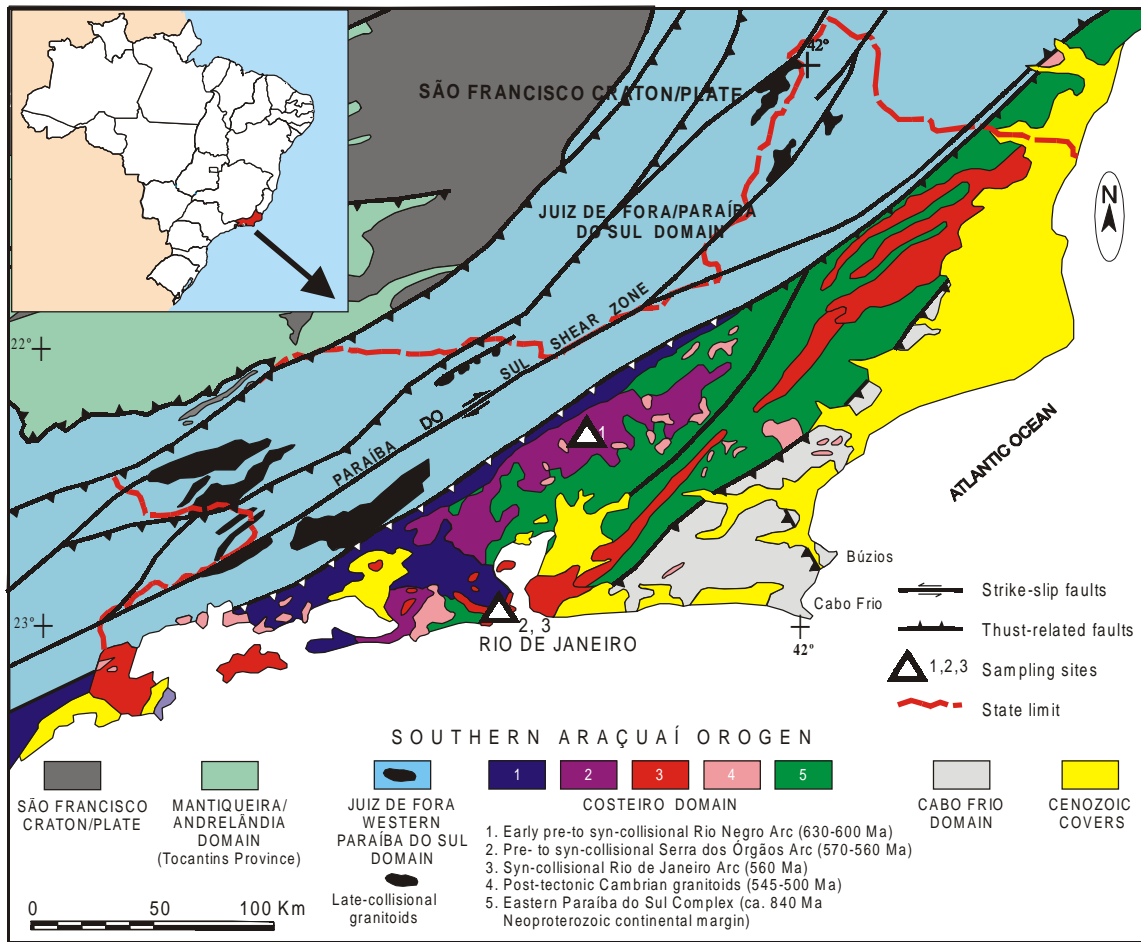 42°
SÃO FRANCISCO CRATON/PLATE
N
JUIZ DE FORA/PARAÍBA
DO SUL DOMAIN
22°
PARAÍBA DO SUL SHEAR ZONE
1
ATLANTIC OCEAN
Búzios
Cabo Frio
23°
2, 3
RIO DE JANEIRO
42°
Strike-slip faults
Thust-related faults
1,2,3 Sampling sites
State limit
SOUTHERN ARAÇUAÍ OROGEN
1 2 3 4 5
SÃO FRANCISCO
CRATON/PLATE
MANTIQUEIRA/
ANDRELÂNDIA
DOMAIN
(Tocantins Province)
JUIZ DE FORA
WESTERN
PARAÍBA DO SUL
DOMAIN
Late-collisional
granitoids
COSTEIRO DOMAIN
1. Early pre-to syn-collisional Rio Negro Arc (630-600 Ma)
2. Pre- to syn-collisional Serra dos Órgãos Arc (570-560 Ma)
3. Syn-collisional Rio de Janeiro Arc (560 Ma)
4. Post-tectonic Cambrian granitoids (545-500 Ma)
5. Eastern Paraíba do Sul Complex (ca. 840 Ma
Neoproterozoic continental margin)
CABO FRIO
DOMAIN
CENOZOIC
COVERS
0 50 100 Km